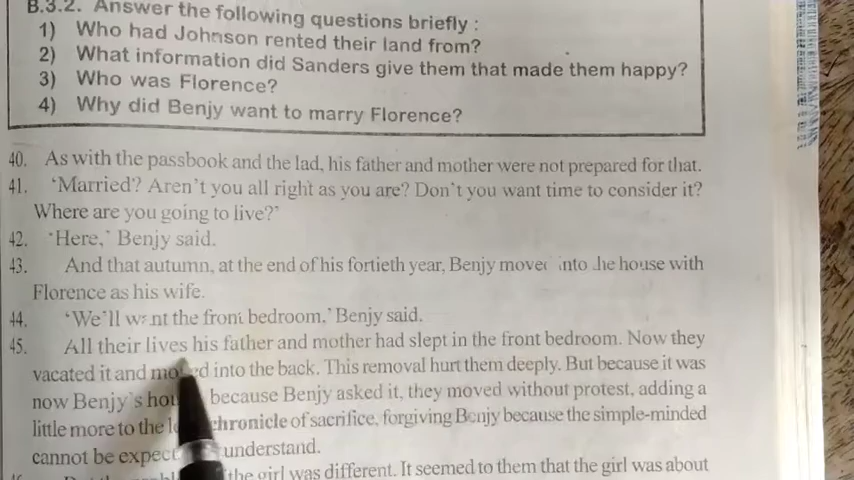 B.3.2. Answer the following questions briefly :
1) Who had Johnson rented their land from?
2) What information did Sanders give them that made them happy?
3) Who was Florence?
4) Why did Benjy want to marry Florence?
40. As with the passbook and the lad, his father and mother were not prepared for that.
41. ‘Married? Aren’t you all right as you are? Don’t you want time to consider it?
Where are you going to live?’
42. ‘Here,’ Benjy said.
43. And that autumn, at the end of his fortieth year, Benjy moved into the house with
Florence as his wife.
44. ‘We’ll want the front bedroom,’ Benjy said.
45. All their lives his father and mother had slept in the front bedroom. Now they
vacated it and moved into the back. This removal hurt them deeply. But because it was
now Benjy’s because Benjy asked it, they moved without protest, adding a
little more to the chronicle of sacrifice, forgiving Benjy because the simple-minded
cannot be understand.
the girl was different. It seemed to them that the girl was about